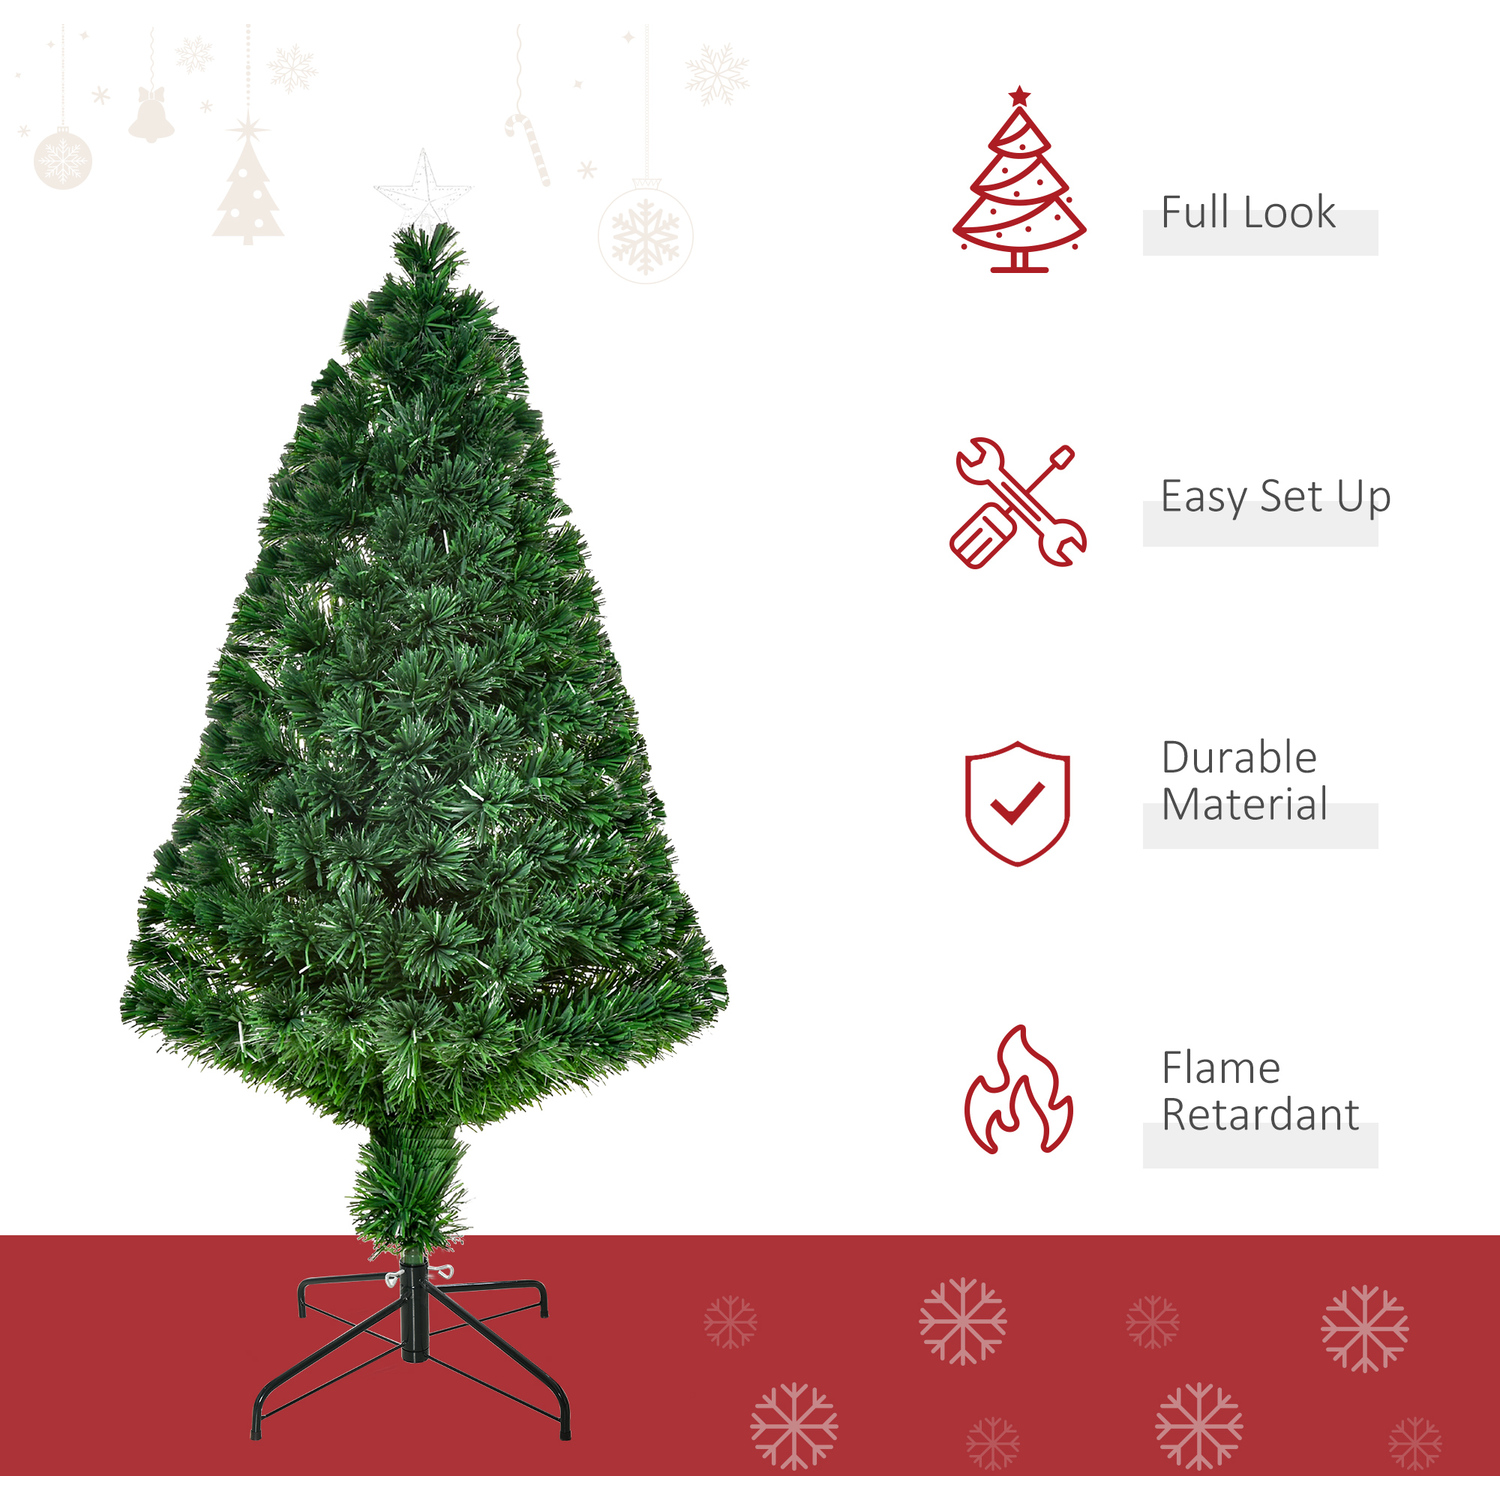 Full Look
Easy Set Up
Durable
Material
Flame
Retardant